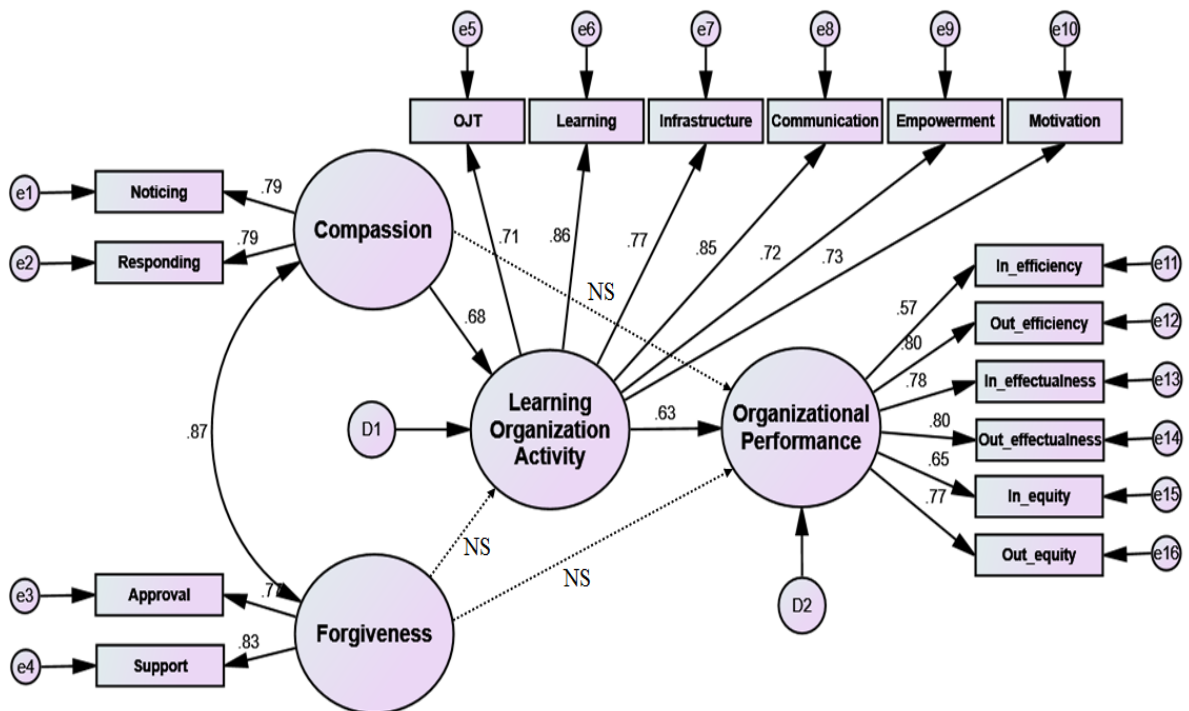 e5
e6
e7
e8
e9
e10
OJT
Learning
Infrastructure
Communication
Empowerment
Motivation
e1
Noticing
.79
e2
Responding
.79
Compassion
.71
.86
.77
.85
.72
.73
NS
.68
In_efficiency
e11
.57
Out_efficiency
e12
.80
In_effectualness
e13
.78
Out_effectualness
e14
.80
In_equity
e15
.65
Out_equity
e16
.77
.87
D1
Learning
Organization
Activity
.63
Organizational
Performance
NS
NS
D2
e3
Approval
.77
e4
Support
.83
Forgiveness